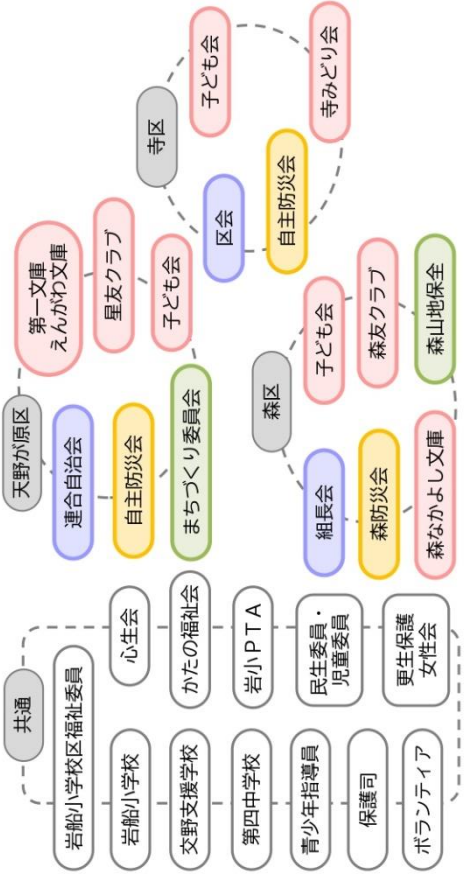 共通
岩船小学校区福祉委員
岩船小学校
交野支援学校
第四中学校
青少年指導員
保護司
ボランティア
心生会
かたの福祉会
岩小ＰＴＡ
民生委員・
児童委員
更生保護
女性会
天野が原区
連合自治会
自主防災会
まちづくり委員会
第一文庫
えんがわ文庫
星友クラブ
子ども会
寺区
区会
自主防災会
子ども会
寺みどり会
森区
組長会
森防災会
森なかよし文庫
子ども会
森友クラブ
森山地保全